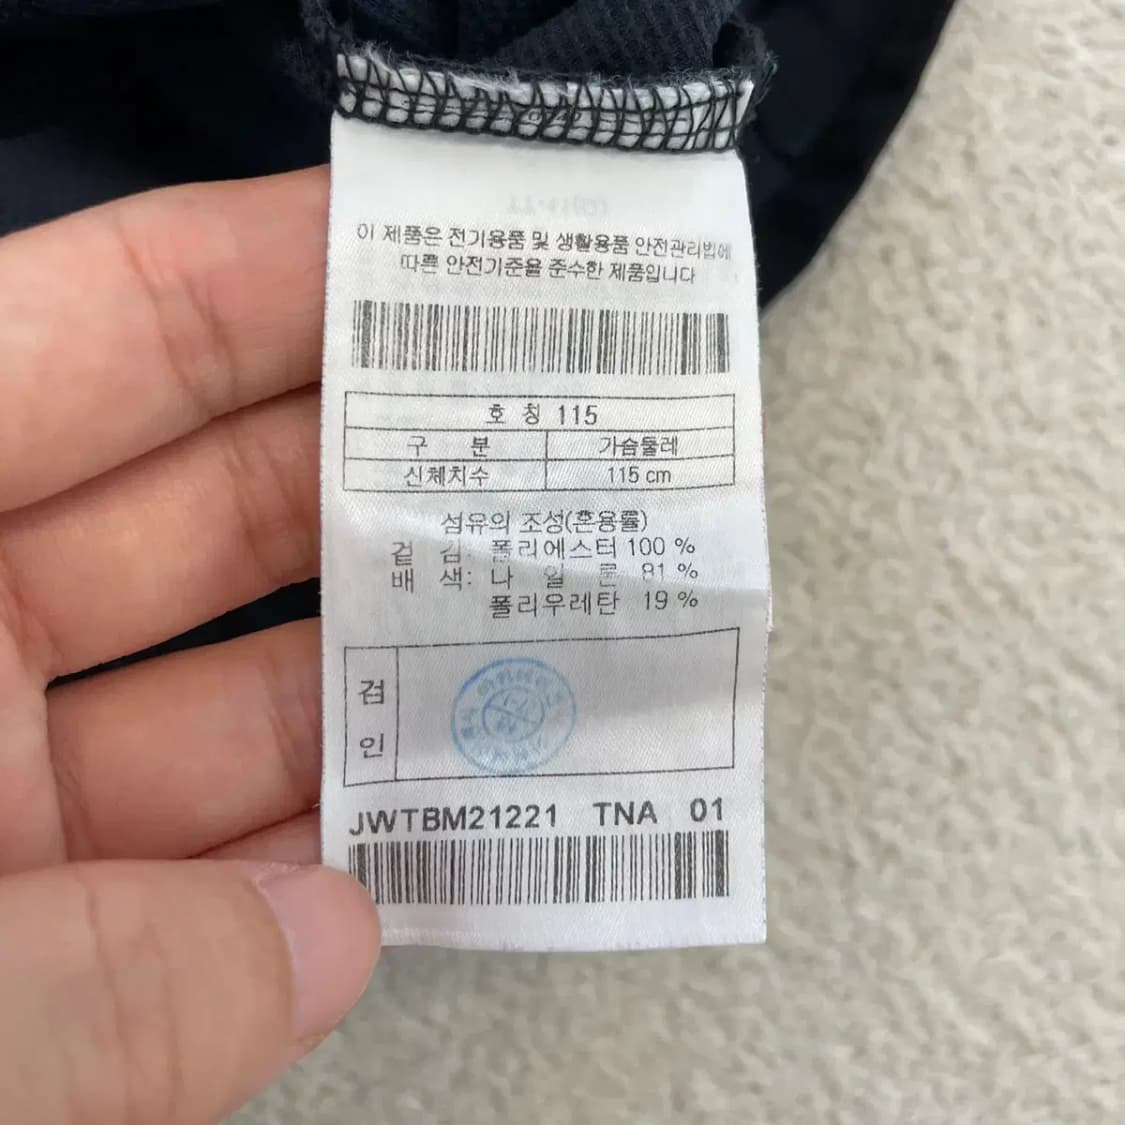 이 제품은 전기용품 및 생활용품 안전관리법에
따른 안전기준을 준수한 제품입니다
호 칭 115
구 분 가슴둘레
신체치수 115 cm
섬유의 조성(혼용률)
겉 감: 폴리에스터 100 %
배 색: 나 일 론 81 %
폴리우레탄 19 %
검
인
JWTBM21221 TNA 01